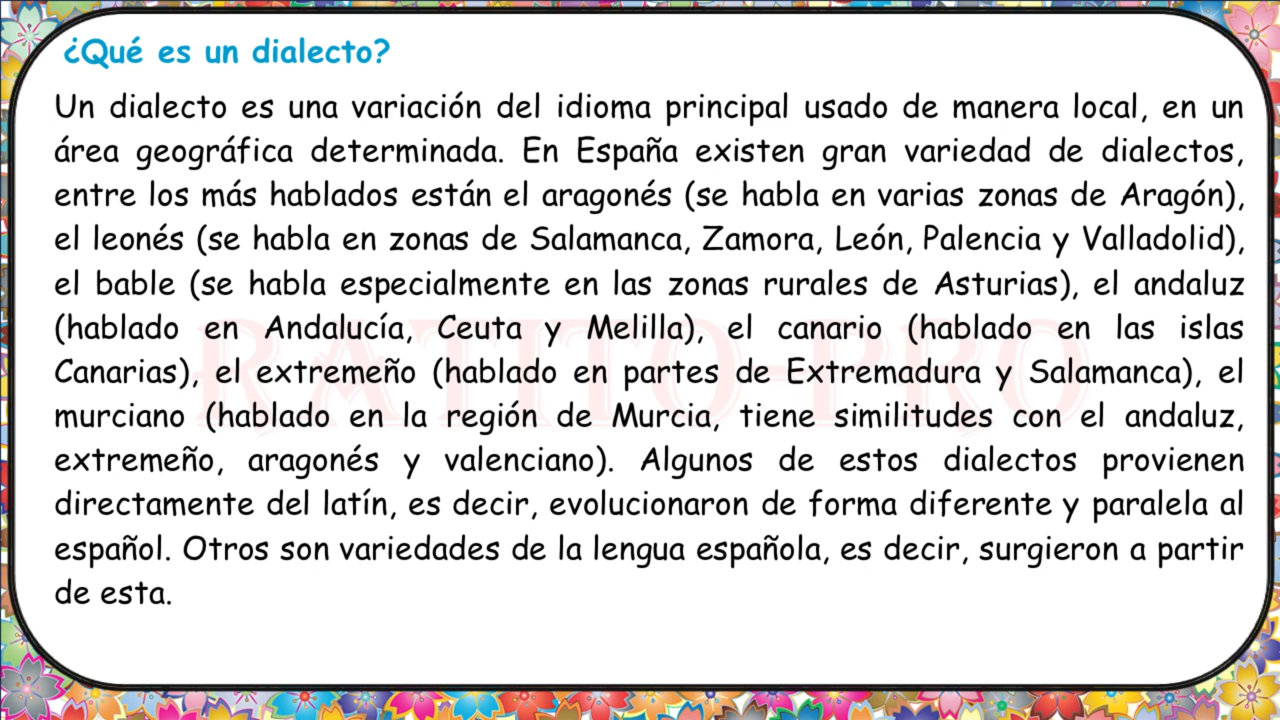 ¿Qué es un dialecto?
Un dialecto es una variación del idioma principal usado de manera local, en un
área geográfica determinada. En España existen gran variedad de dialectos,
entre los más hablados están el aragonés (se habla en varias zonas de Aragón),
el leonés (se habla en zonas de Salamanca, Zamora, León, Palencia y Valladolid),
el bable (se habla especialmente en las zonas rurales de Asturias), el andaluz
(hablado en Andalucía, Ceuta y Melilla), el canario (hablado en las islas
Canarias), el extremeño (hablado en partes de Extremadura y Salamanca), el
murciano (hablado en la región de Murcia, tiene similitudes con el andaluz,
extremeño, aragonés y valenciano). Algunos de estos dialectos provienen
directamente del latín, es decir, evolucionaron de forma diferente y paralela al
español. Otros son variedades de la lengua española, es decir, surgieron a partir
de esta.
RATITO-PRO